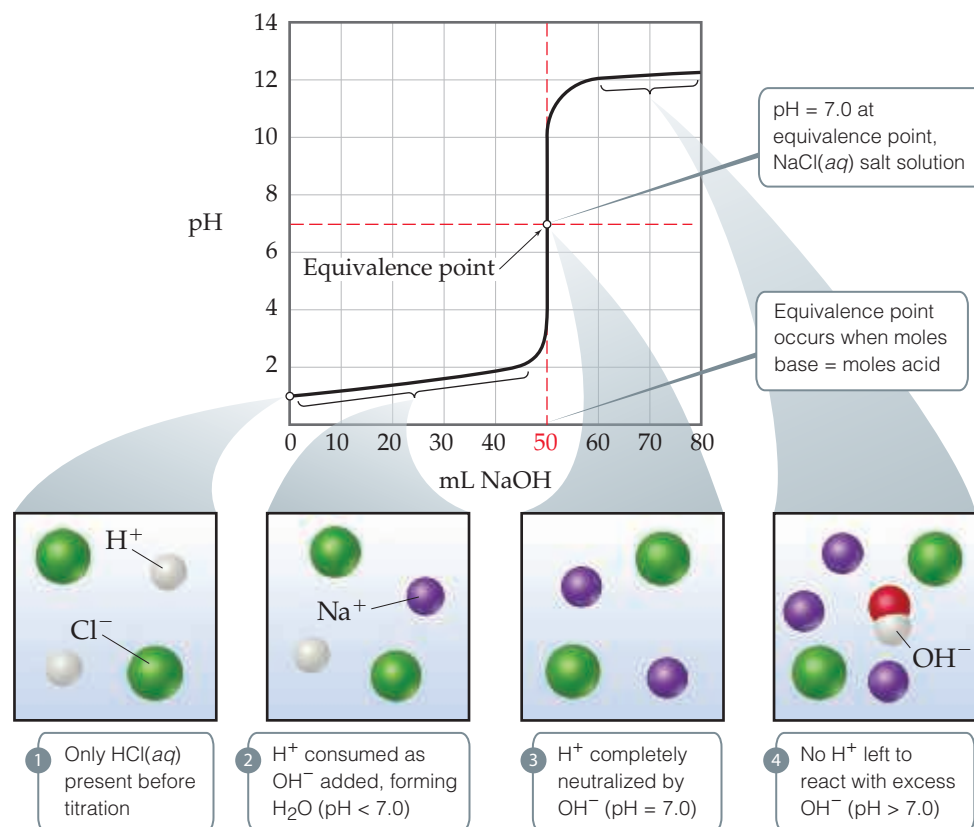 14
12
10
8
6
4
2
pH
Equivalence point
0 10 20 30 40 50 60 70 80
mL NaOH
pH = 7.0 at
equivalence point,
NaCl(aq) salt solution
Equivalence point
occurs when moles
base = moles acid
H⁺
Cl⁻
Na⁺
OH⁻
1 Only HCl(aq)
present before
titration
2 H⁺ consumed as
OH⁻ added, forming
H₂O (pH < 7.0)
3 H⁺ completely
neutralized by
OH⁻ (pH = 7.0)
4 No H⁺ left to
react with excess
OH⁻ (pH > 7.0)